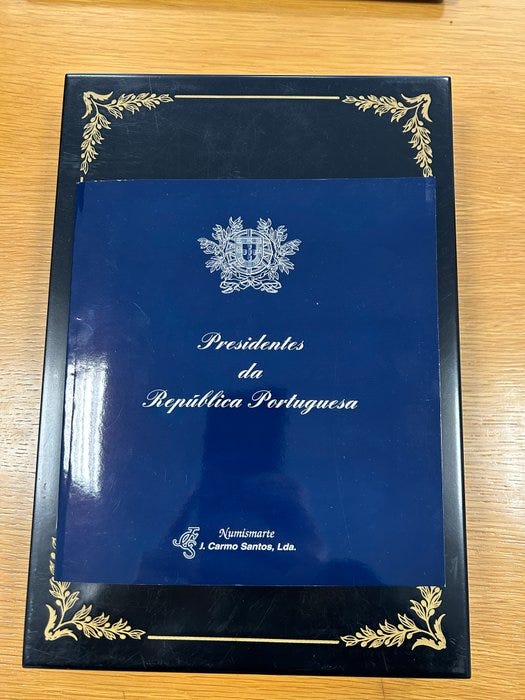 Presidentes
da
República Portuguesa
Numismarte
J. Carmo Santos, Lda.